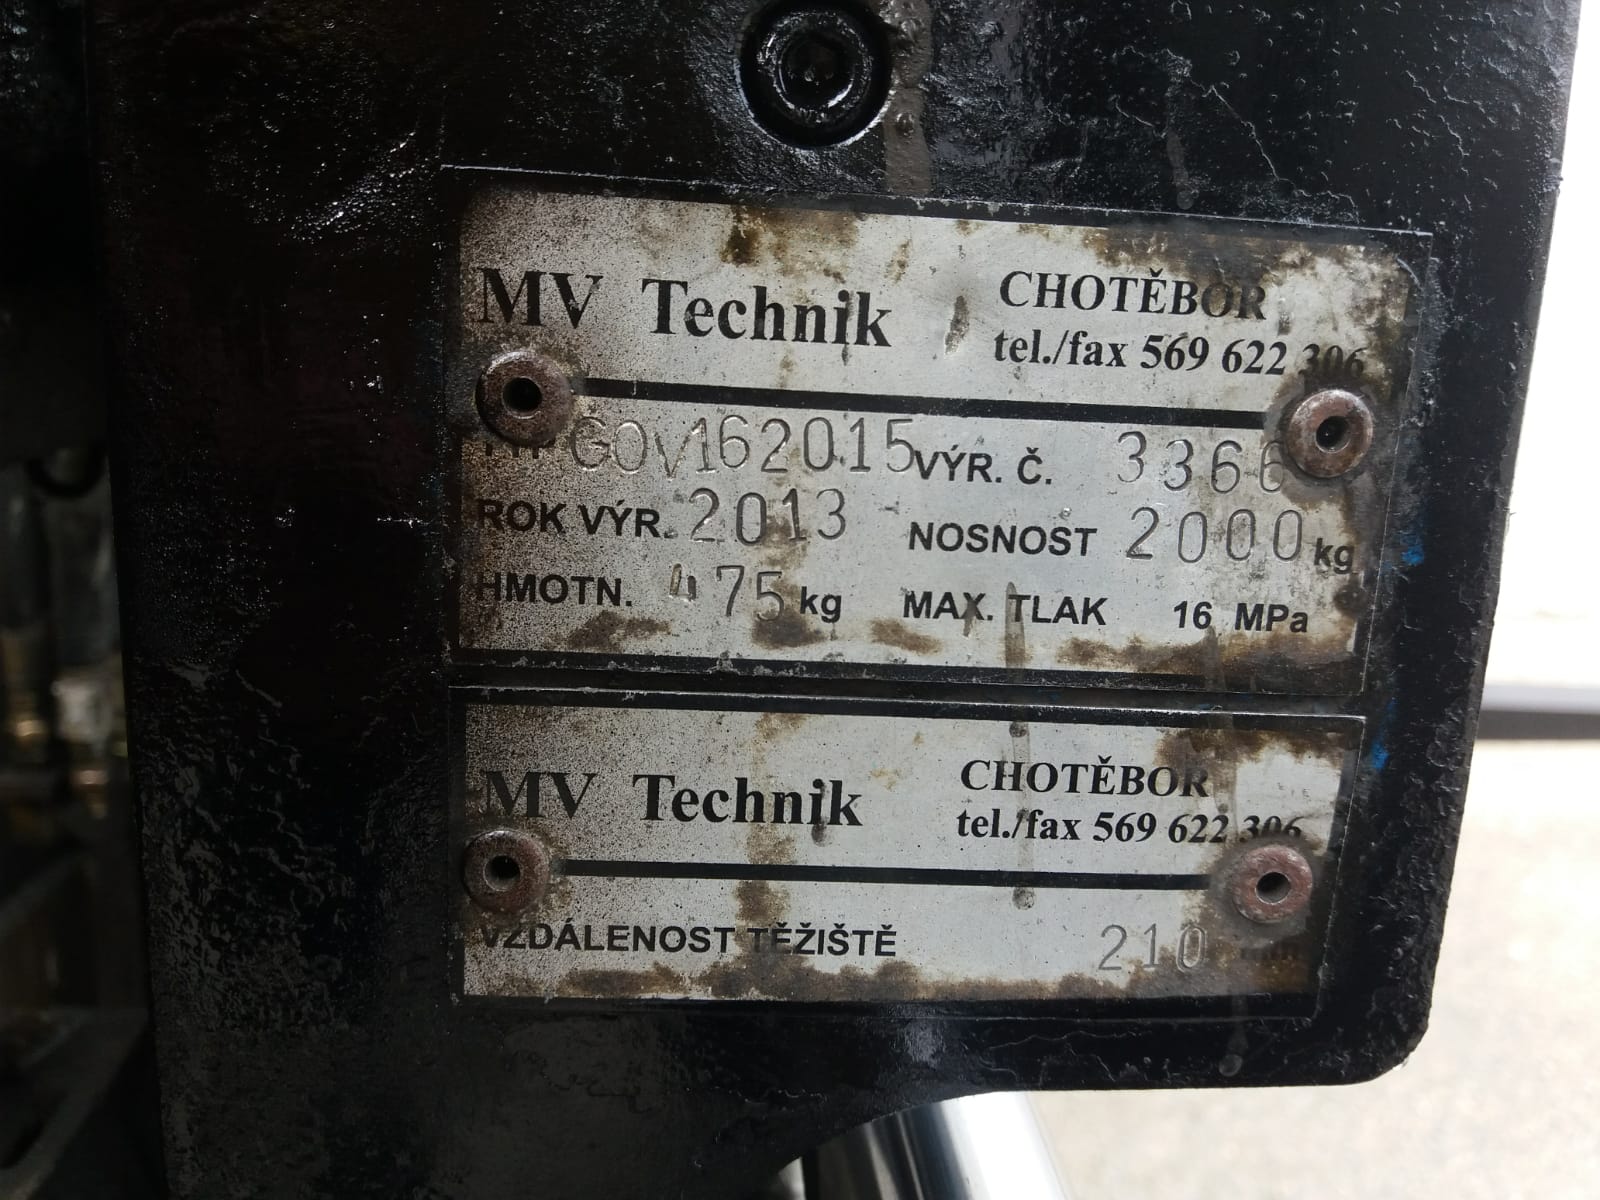 MV Technik CHOTĚBOR
tel./fax 569 622 306
GOV162015 VÝR. Č. 3366
ROK VÝR. 2013 NOSNOST 2000 kg
HMOTN. 475 kg MAX. TLAK 16 MPa
MV Technik CHOTĚBOR
tel./fax 569 622 306
VZDÁLENOST TĚŽIŠTĚ 210